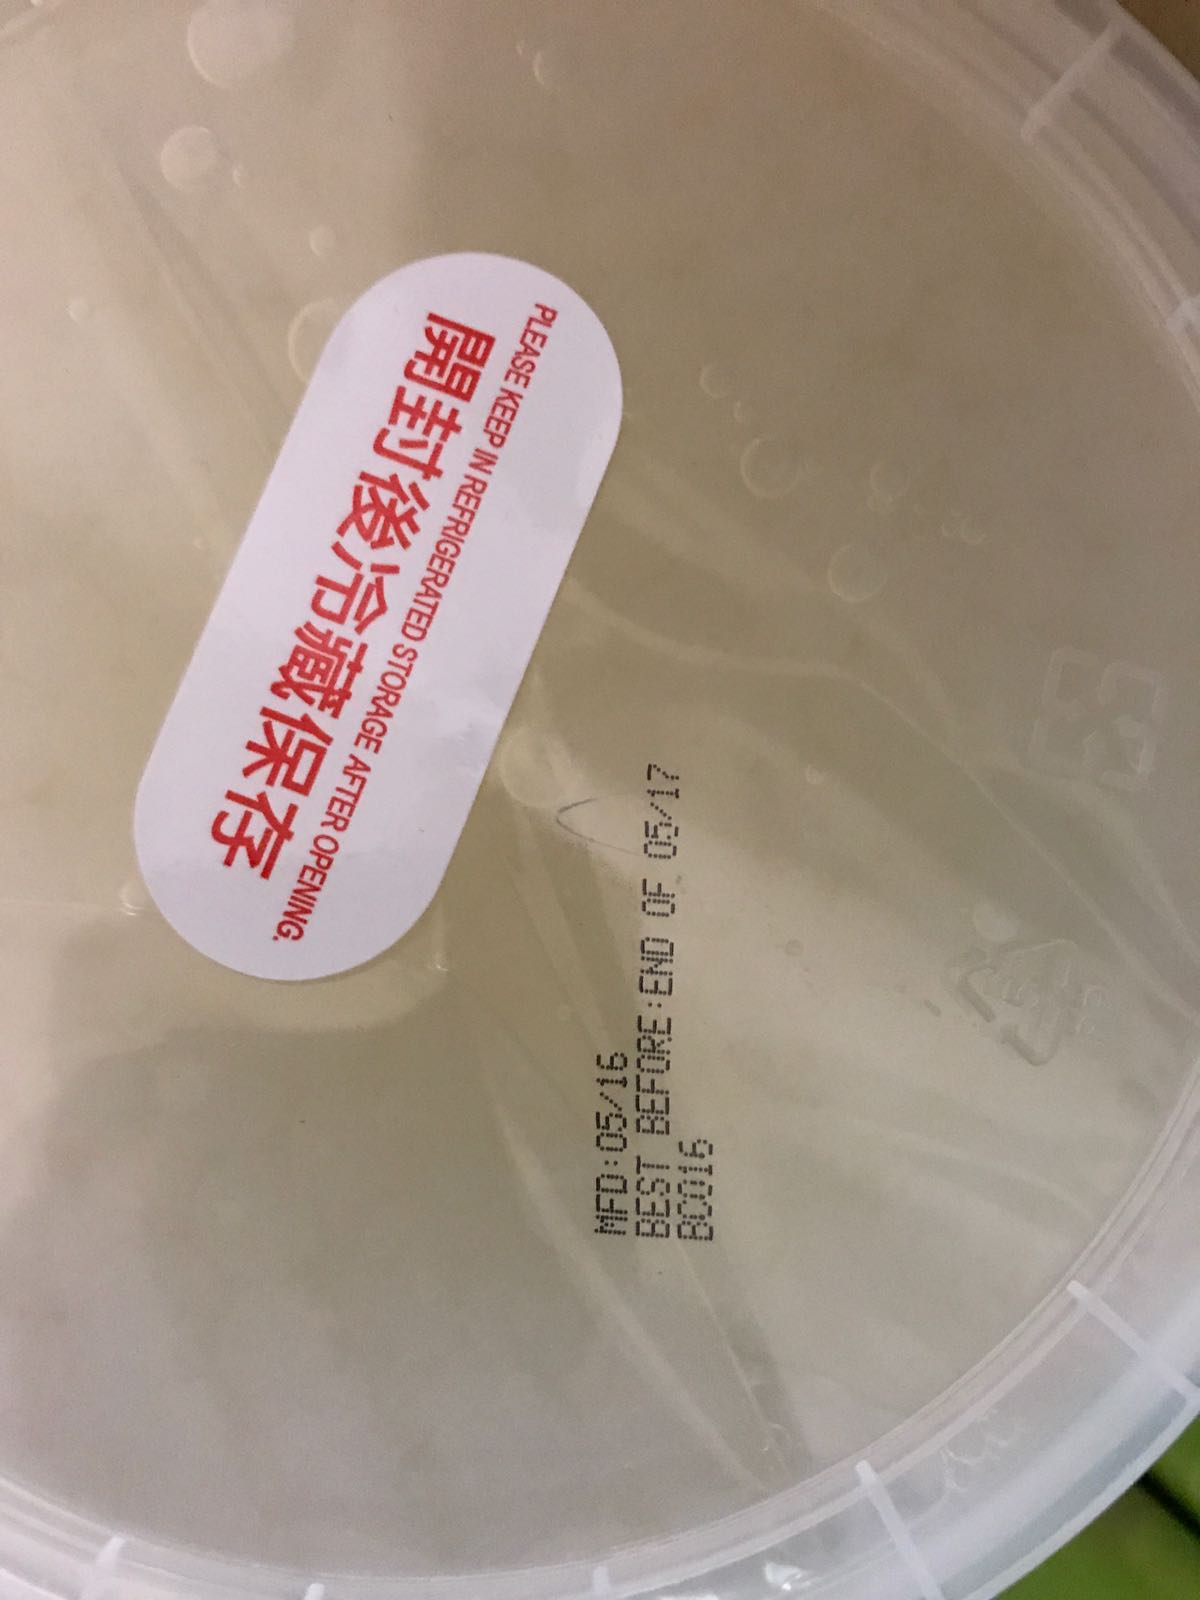 PLEASE KEEP IN REFRIGERATED STORAGE AFTER OPENING.
開封後冷藏保存
MFD:05/16
BEST BEFORE:END OF 05/17
BC016